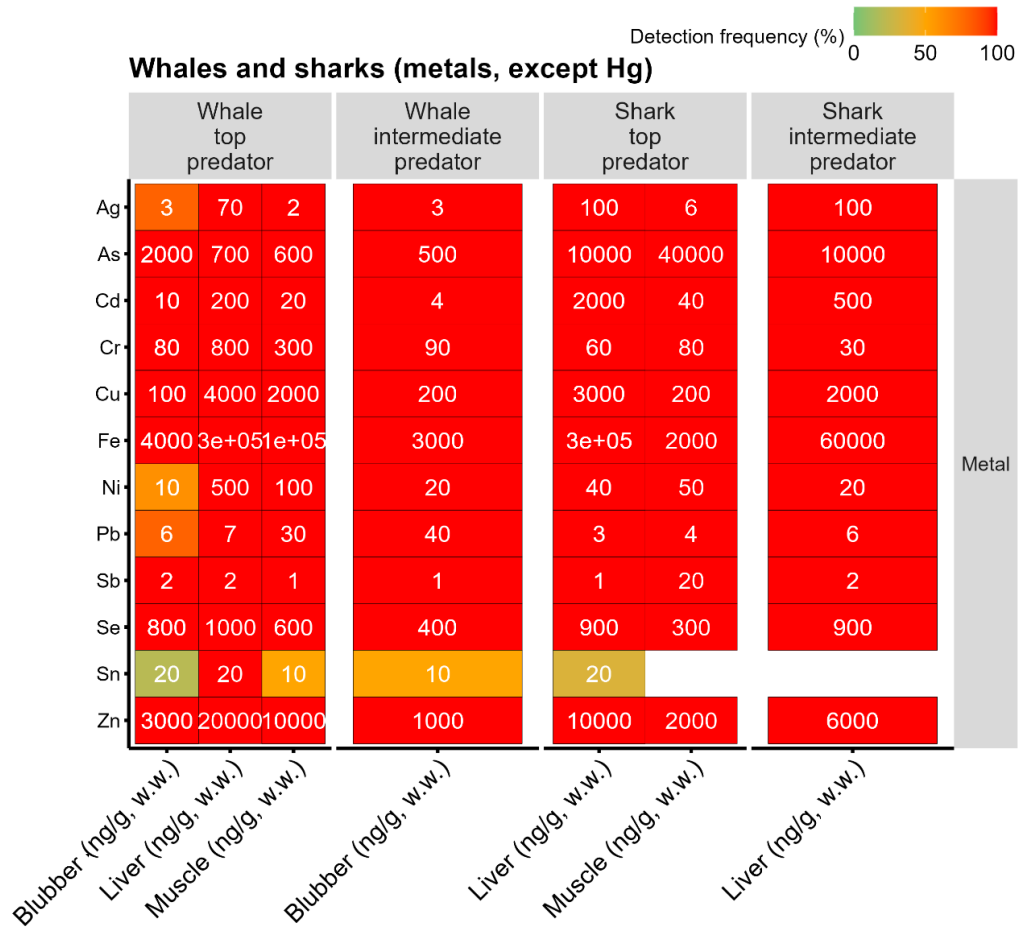 Detection frequency (%)
0 50 100
Whales and sharks (metals, except Hg)
Whale
top
predator
Whale
intermediate
predator
Shark
top
predator
Shark
intermediate
predator
Ag 3 70 2 3 100 6 100
As 2000 700 600 500 10000 40000 10000
Cd 10 200 20 4 2000 40 500
Cr 80 800 300 90 60 80 30
Cu 100 4000 2000 200 3000 200 2000
Fe 4000 3e+05 1e+05 3000 3e+05 2000 60000
Ni 10 500 100 20 40 50 20
Pb 6 7 30 40 3 4 6
Sb 2 2 1 1 1 20 2
Se 800 1000 600 400 900 300 900
Sn 20 20 10 10 20
Zn 3000 20000 10000 1000 10000 2000 6000
Metal
Blubber (ng/g, w.w.)
Liver (ng/g, w.w.)
Muscle (ng/g, w.w.)
Blubber (ng/g, w.w.)
Liver (ng/g, w.w.)
Muscle (ng/g, w.w.)
Liver (ng/g, w.w.)